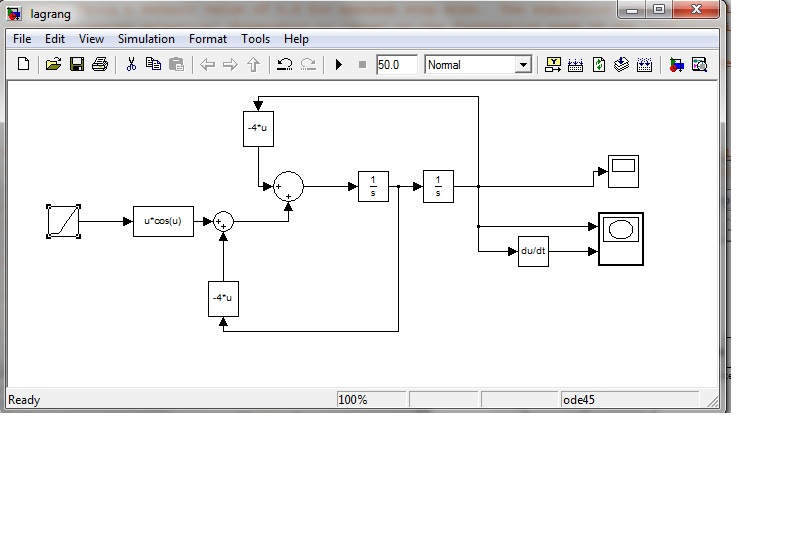 lagrang
File Edit View Simulation Format Tools Help
50.0 Normal
-4*u
1
s
1
s
u*cos(u)
du/dt
-4*u
Ready 100% ode45